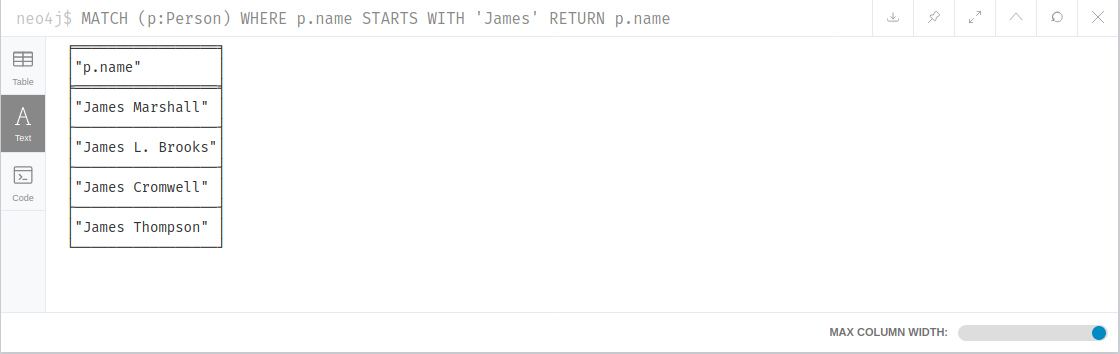 neo4j$ MATCH (p:Person) WHERE p.name STARTS WITH 'James' RETURN p.name
Table
A
Text
>_
Code
"p.name"
"James Marshall"
"James L. Brooks"
"James Cromwell"
"James Thompson"
MAX COLUMN WIDTH: